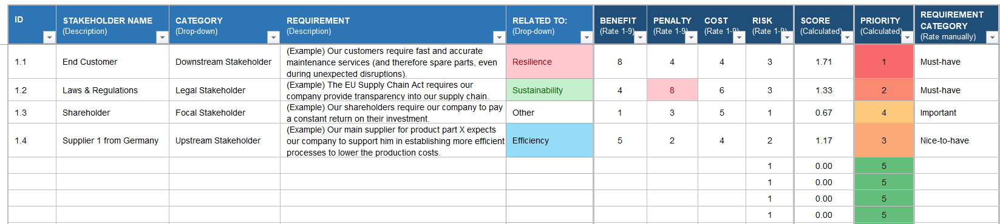 ID
STAKEHOLDER NAME
(Description)
CATEGORY
(Drop-down)
REQUIREMENT
(Description)
RELATED TO:
(Drop-down)
BENEFIT
(Rate 1-9)
PENALTY
(Rate 1-9)
COST
(Rate 1-9)
RISK
(Rate 1-9)
SCORE
(Calculated)
PRIORITY
(Calculated)
REQUIREMENT
CATEGORY
(Rate manually)
1.1
End Customer
Downstream Stakeholder
(Example) Our customers require fast and accurate
maintenance services (and therefore spare parts, even
during unexpected disruptions).
Resilience
8
4
4
3
1.71
1
Must-have
1.2
Laws & Regulations
Legal Stakeholder
(Example) The EU Supply Chain Act requires our
company provide transparency into our supply chain.
Sustainability
4
8
6
3
1.33
2
Must-have
1.3
Shareholder
Focal Stakeholder
(Example) Our shareholders require our company to pay
a constant return on their investment.
Other
1
3
5
1
0.67
4
Important
1.4
Supplier 1 from Germany
Upstream Stakeholder
(Example) Our main supplier for product part X expects
our company to support him in establishing more efficient
processes to lower the production costs.
Efficiency
5
2
4
2
1.17
3
Nice-to-have
1
0.00
5
1
0.00
5
1
0.00
5
1
0.00
5